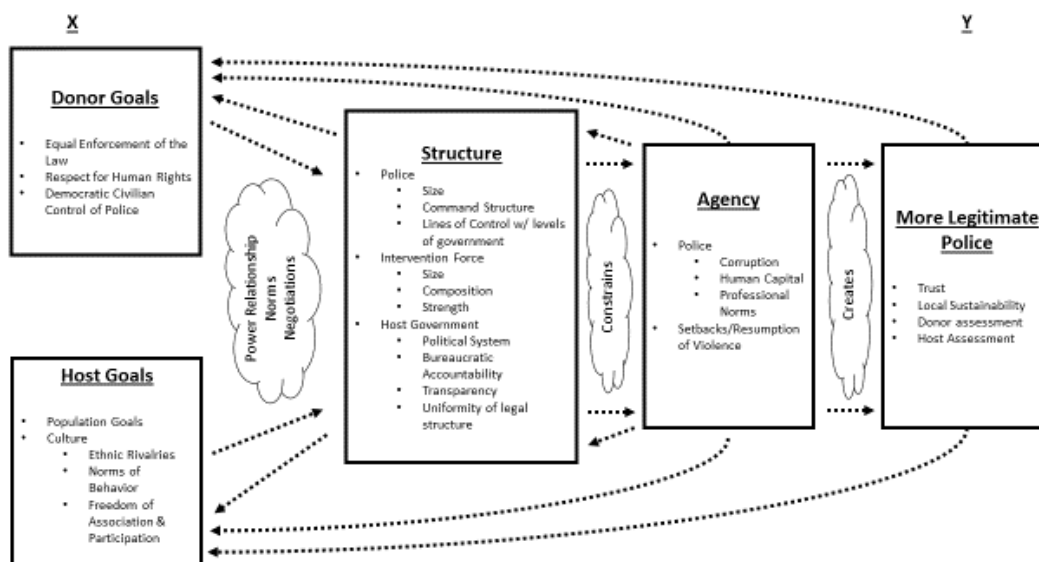 X
Y
Donor Goals
• Equal Enforcement of the
Law
• Respect for Human Rights
• Democratic Civilian
Control of Police
Host Goals
• Population Goals
• Culture
• Ethnic Rivalries
• Norms of
Behavior
• Freedom of
Association &
Participation
Power Relationship
Norms
Negotiations
Structure
• Police
• Size
• Command Structure
• Lines of Control w/ levels
of government
• Intervention Force
• Size
• Composition
• Strength
• Host Government
• Political System
• Bureaucratic
Accountability
• Transparency
• Uniformity of legal
structure
Constrains
Agency
• Police
• Corruption
• Human Capital
• Professional
Norms
• Setbacks/Resumption
of Violence
Creates
More Legitimate
Police
• Trust
• Local Sustainability
• Donor assessment
• Host Assessment